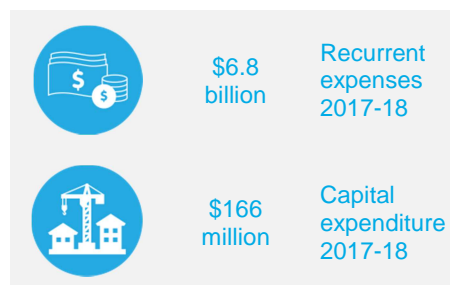 $
$
$6.8
billion
Recurrent
expenses
2017-18
$166
million
Capital
expenditure
2017-18